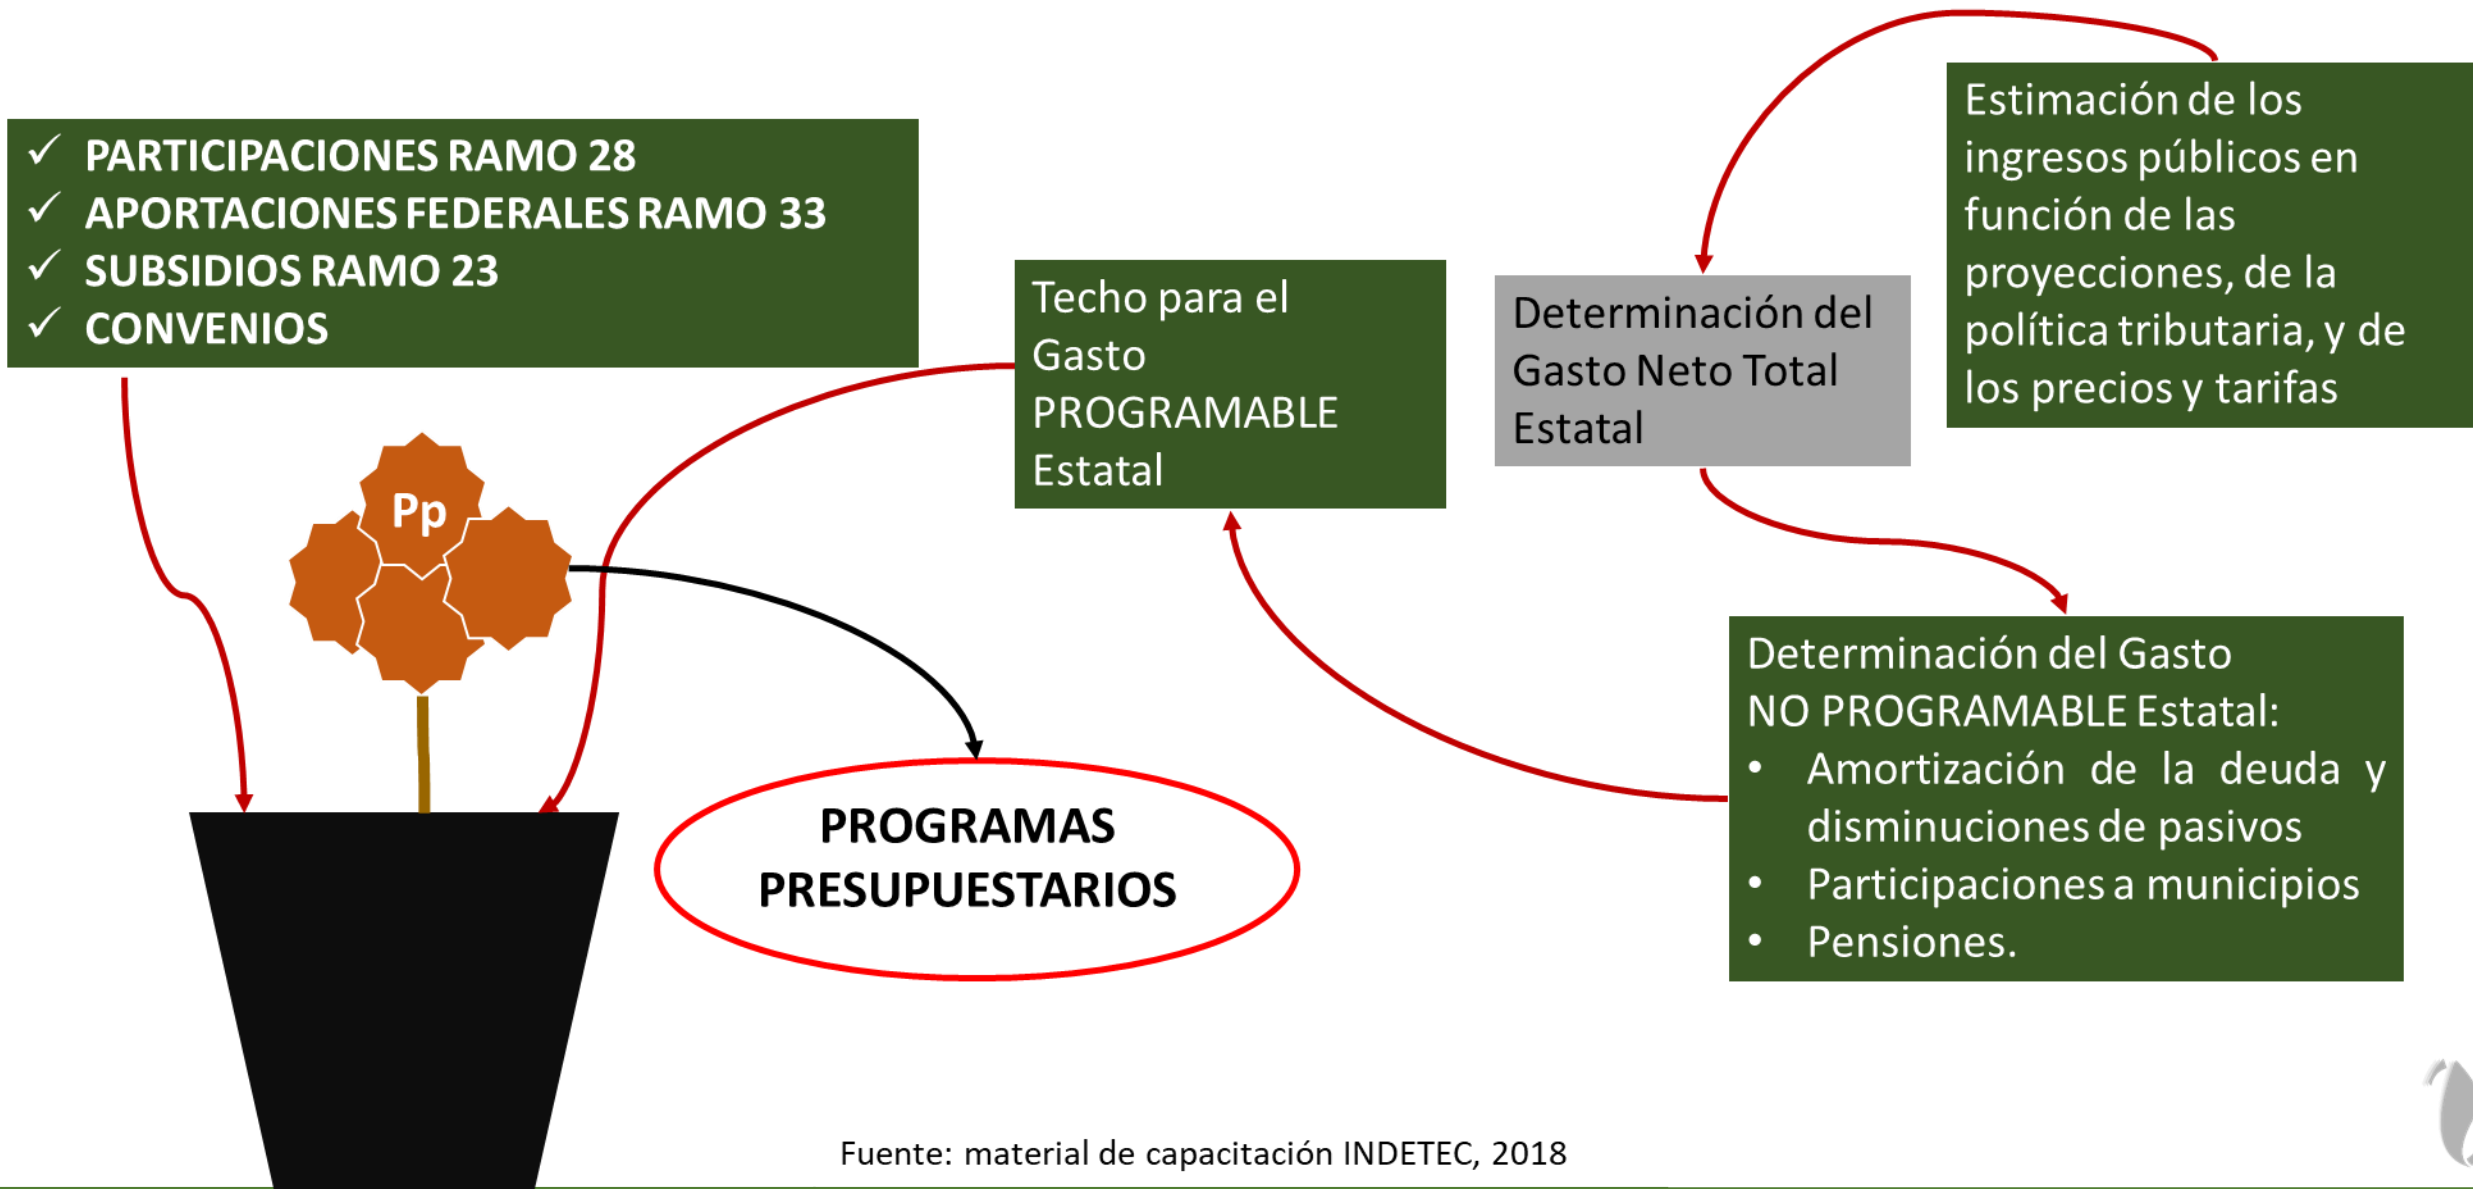 ✓ PARTICIPACIONES RAMO 28
✓ APORTACIONES FEDERALES RAMO 33
✓ SUBSIDIOS RAMO 23
✓ CONVENIOS
Pp
Techo para el
Gasto
PROGRAMABLE
Estatal
Determinación del
Gasto Neto Total
Estatal
Estimación de los
ingresos públicos en
función de las
proyecciones, de la
política tributaria, y de
los precios y tarifas
Determinación del Gasto
NO PROGRAMABLE Estatal:
• Amortización de la deuda y
disminuciones de pasivos
• Participaciones a municipios
• Pensiones.
PROGRAMAS
PRESUPUESTARIOS
Fuente: material de capacitación INDETEC, 2018